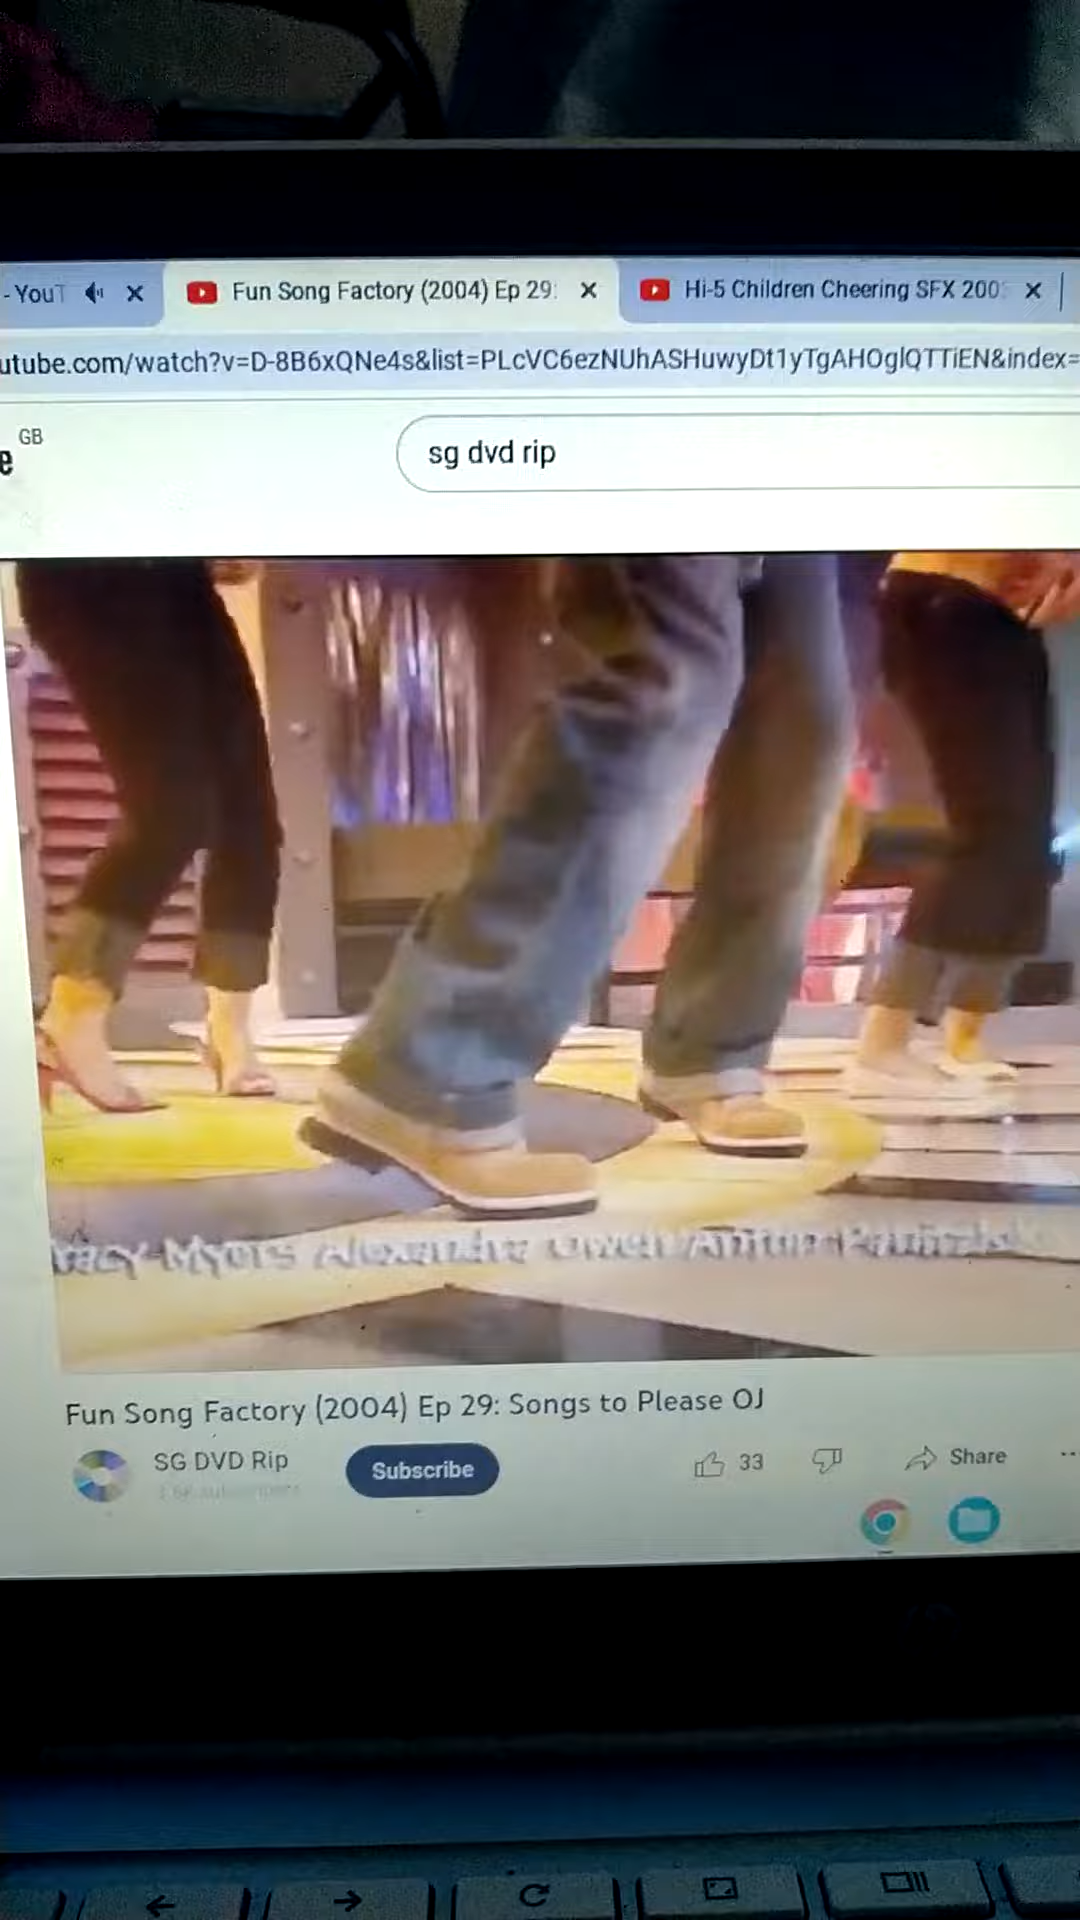 - YouT
Fun Song Factory (2004) Ep 29:
Hi-5 Children Cheering SFX 200
utube.com/watch?v=D-8B6xQNe4s&list=PLcVC6ezNUhASHuwyDt1yTgAHOglQTTiEN&index=
e GB
sg dvd rip
Myers Alexandre Owen
Fun Song Factory (2004) Ep 29: Songs to Please OJ
SG DVD Rip
Subscribe
33
Share